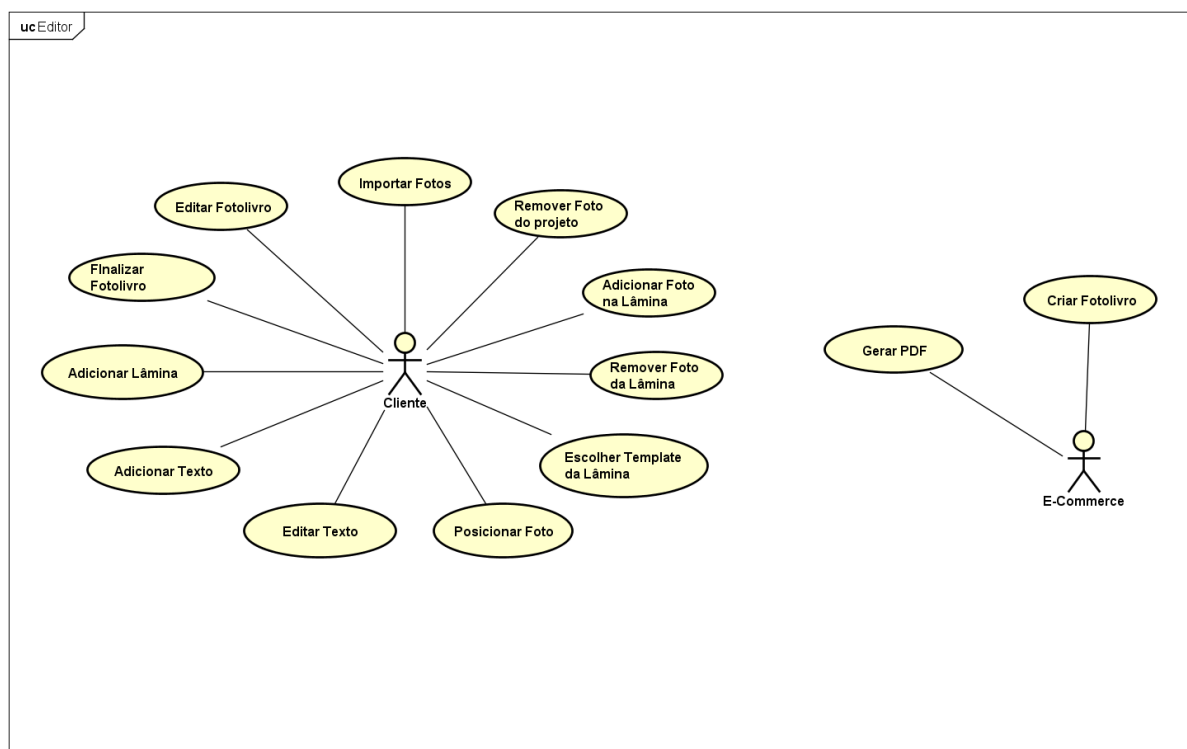 uc Editor
Importar Fotos
Editar Fotolivro
Remover Foto
do projeto
FInalizar
Fotolivro
Adicionar Foto
na Lâmina
Criar Fotolivro
Gerar PDF
Adicionar Lâmina
Remover Foto
da Lâmina
Cliente
Adicionar Texto
Escolher Template
da Lâmina
E-Commerce
Editar Texto
Posicionar Foto